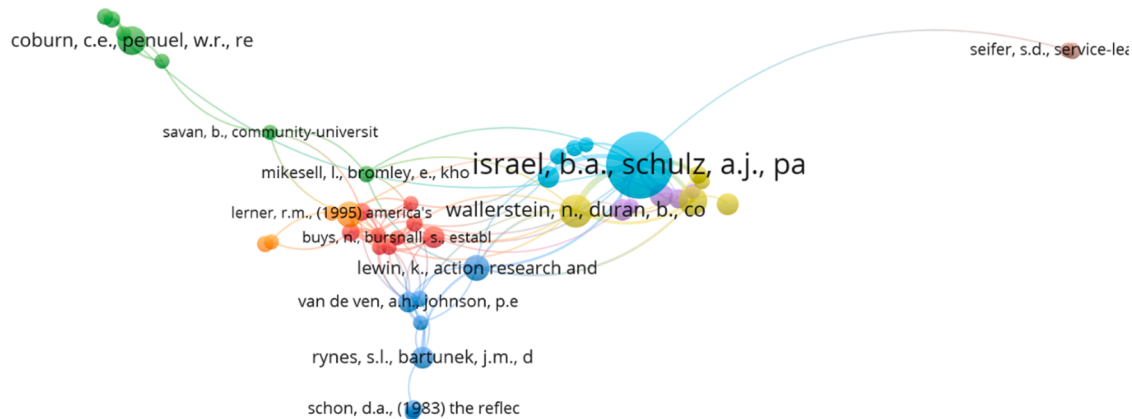 coburn, c.e., penuel, w.r., re
seifer, s.d., service-lea
savan, b., community-universit
mikesell, l., bromley, e., kho
israel, b.a., schulz, a.j., pa
lerner, r.m., (1995) america's
wallerstein, n., duran, b., co
buys, n., bursnall, s., establ
lewin, k., action research and
van de ven, a.h., johnson, p.e
rynes, s.l., bartunek, j.m., d
schon, d.a., (1983) the reflec